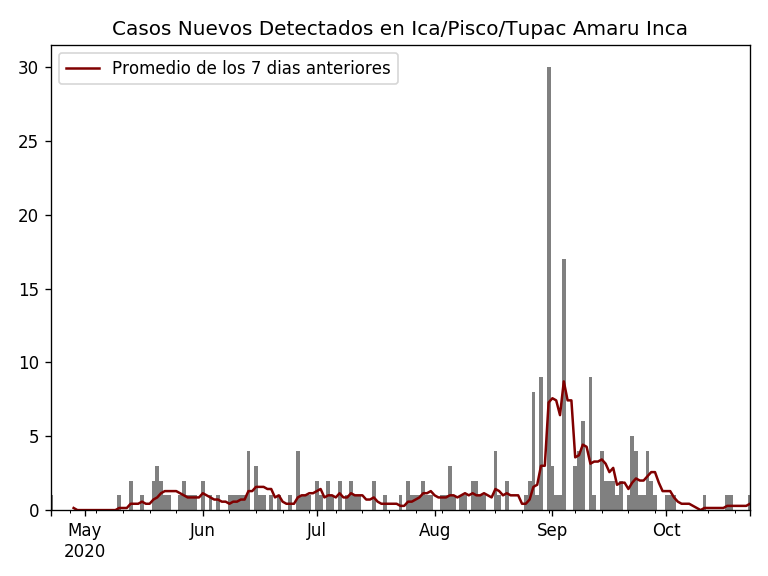 Casos Nuevos Detectados en Ica/Pisco/Tupac Amaru Inca
Promedio de los 7 dias anteriores
30
25
20
15
10
5
0
May Jun Jul Aug Sep Oct
2020